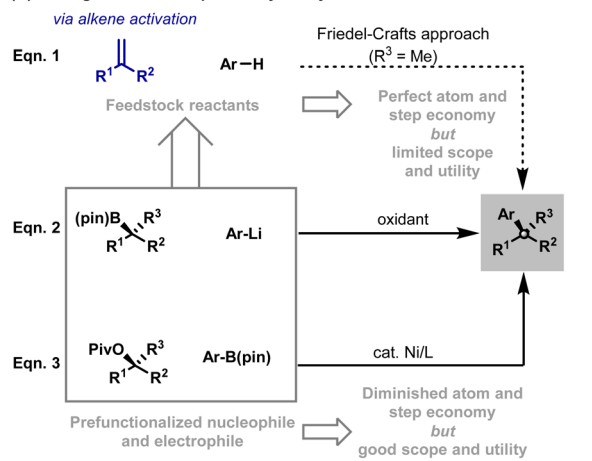 via alkene activation
Eqn. 1
R1 R2
Ar–H
Friedel-Crafts approach
(R3 = Me)
Feedstock reactants
Perfect atom and
step economy
but
limited scope
and utility
Eqn. 2
(pin)B R3
R1 R2
Ar-Li
oxidant
Ar R3
R1 R2
Eqn. 3
PivO R3
R1 R2
Ar-B(pin)
cat. Ni/L
Prefunctionalized nucleophile
and electrophile
Diminished atom and
step economy
but
good scope and utility